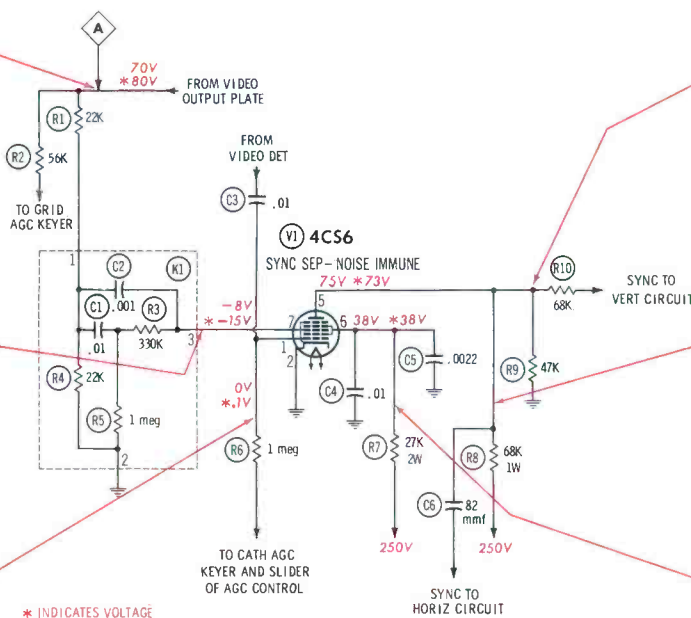 A
70V
*80V
FROM VIDEO
OUTPUT PLATE
R1
22K
R2
56K
TO GRID
AGC KEYER
FROM
VIDEO DET
C3
.01
V1 4CS6
SYNC SEP-NOISE IMMUNE
75V *73V
5
R10
68K
SYNC TO
VERT CIRCUIT
1
C2
.001
K1
C1
.01
R3
330K
3
-8V
*-15V
7
1
2
6
38V *38V
C5
.0022
R9
47K
R4
22K
R5
1 meg
2
0V
*.1V
R6
1 meg
C4
.01
R7
27K
2W
R8
68K
1W
C6
82
mmf
250V
250V
TO CATH AGC
KEYER AND SLIDER
OF AGC CONTROL
SYNC TO
HORIZ CIRCUIT
* INDICATES VOLTAGE